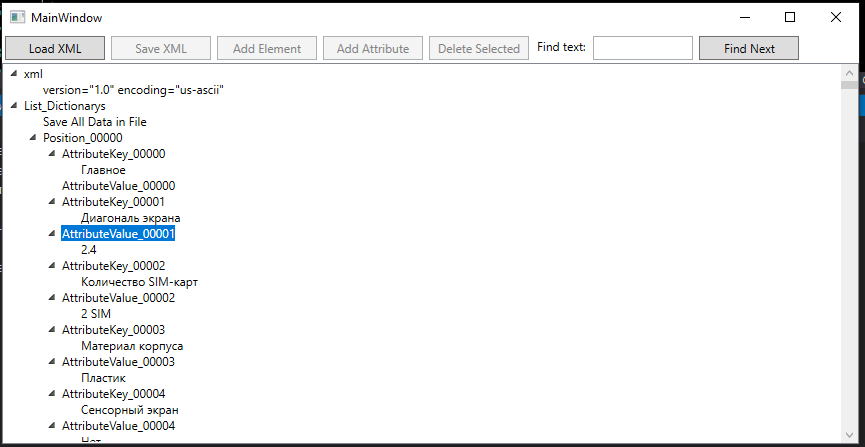 MainWindow
Load XML Save XML Add Element Add Attribute Delete Selected Find text: Find Next
xml
version="1.0" encoding="us-ascii"
List_Dictionarys
Save All Data in File
Position_00000
AttributeKey_00000
Главное
AttributeValue_00000
AttributeKey_00001
Диагональ экрана
AttributeValue_00001
2.4
AttributeKey_00002
Количество SIM-карт
AttributeValue_00002
2 SIM
AttributeKey_00003
Материал корпуса
AttributeValue_00003
Пластик
AttributeKey_00004
Сенсорный экран
AttributeValue_00004
Нет